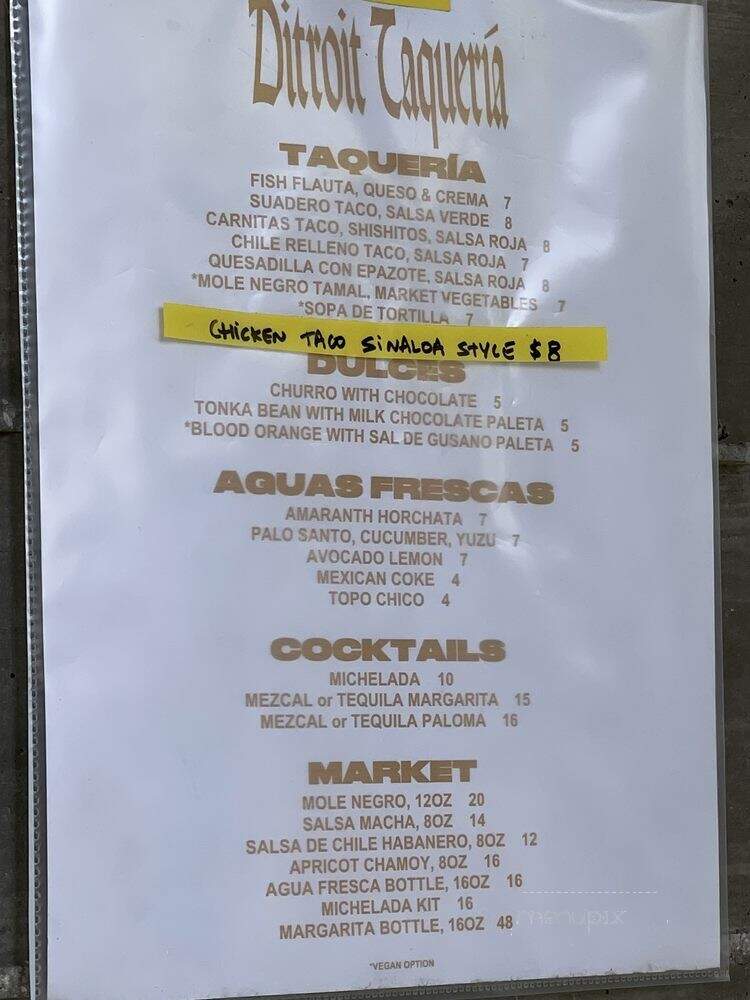 Ditroit Taquería
TAQUERÍA
FISH FLAUTA, QUESO & CREMA 7
SUADERO TACO, SALSA VERDE 8
CARNITAS TACO, SHISHITOS, SALSA ROJA 8
CHILE RELLENO TACO, SALSA ROJA 7
QUESADILLA CON EPAZOTE, SALSA ROJA 8
*MOLE NEGRO TAMAL, MARKET VEGETABLES 7
*SOPA DE TORTILLA 7
CHICKEN TACO SINALOA STYLE $8
DULCES
CHURRO WITH CHOCOLATE 5
TONKA BEAN WITH MILK CHOCOLATE PALETA 5
*BLOOD ORANGE WITH SAL DE GUSANO PALETA 5
AGUAS FRESCAS
AMARANTH HORCHATA 7
PALO SANTO, CUCUMBER, YUZU 7
AVOCADO LEMON 7
MEXICAN COKE 4
TOPO CHICO 4
COCKTAILS
MICHELADA 10
MEZCAL or TEQUILA MARGARITA 15
MEZCAL or TEQUILA PALOMA 16
MARKET
MOLE NEGRO, 12OZ 20
SALSA MACHA, 8OZ 14
SALSA DE CHILE HABANERO, 8OZ 12
APRICOT CHAMOY, 8OZ 16
AGUA FRESCA BOTTLE, 16OZ 16
MICHELADA KIT 16
MARGARITA BOTTLE, 16OZ 48
menupix
*VEGAN OPTION